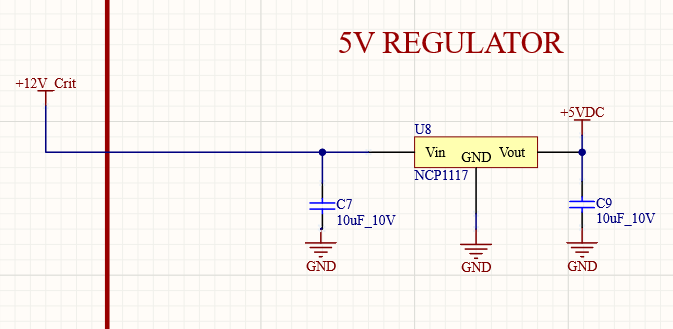 5V REGULATOR
+12V_Crit
+5VDC
U8
Vin GND Vout
NCP1117
C7
10uF_10V
C9
10uF_10V
GND
GND
GND